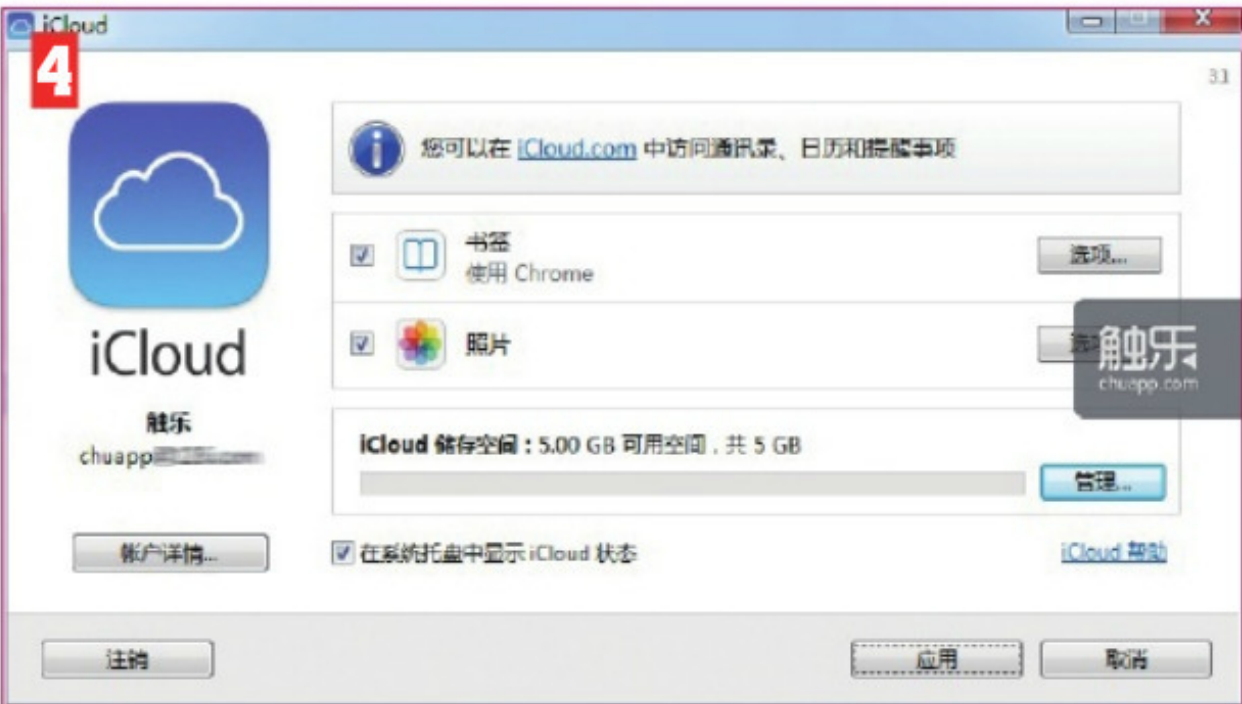 iCloud
4
3.1
您可以在 iCloud.com 中访问通讯录、日历和提醒事项
书签
使用 Chrome
选项...
照片
触乐
chuapp.com
iCloud
触乐
chuapp
iCloud 储存空间：5.00 GB 可用空间，共 5 GB
管理...
帐户详情...
在系统托盘中显示 iCloud 状态
iCloud 帮助
注销
应用
取消